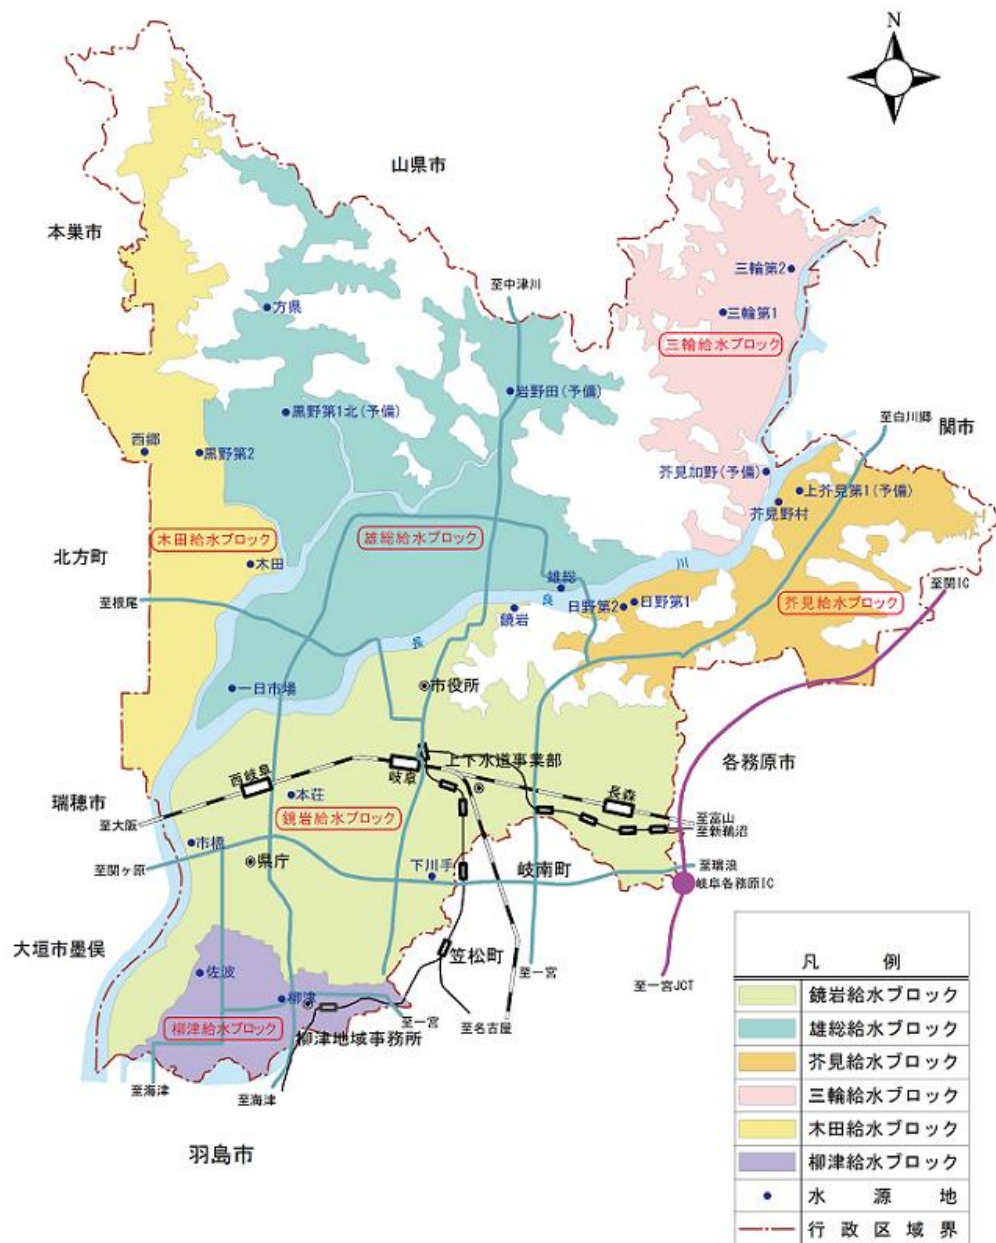 N
山県市
本巣市
三輪第2
至中津川
方県
三輪第1
三輪給水ブロック
岩野田(予備)
黒野第1北(予備)
至白川郷
関市
西郷
黒野第2
芥見加野(予備)
上芥見第1(予備)
芥見野村
木田給水ブロック
雄総給水ブロック
北方町
木田
川
雄総
至関IC
至根尾
良
日野第2
日野第1
芥見給水ブロック
鏡岩
長
一日市場
市役所
上下水道事業部
各務原市
西岐阜
岐阜
長森
瑞穂市
本荘
至大阪
鏡岩給水ブロック
至富山
至新鵜沼
市橋
県庁
下川手
岐南町
至瑞浪
至関ヶ原
岐阜各務原IC
大垣市墨俣
笠松町
佐波
至一宮
至一宮JCT
柳津
至一宮
至名古屋
柳津給水ブロック
柳津地域事務所
至海津
至海津
羽島市
凡例
鏡岩給水ブロック
雄総給水ブロック
芥見給水ブロック
三輪給水ブロック
木田給水ブロック
柳津給水ブロック
水源地
行政区域界